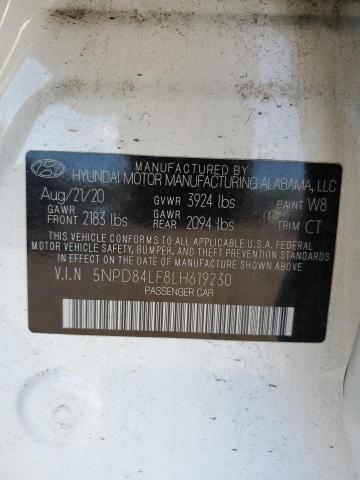 MANUFACTURED BY
HYUNDAI MOTOR MANUFACTURING ALABAMA, LLC
Aug/21/20 GVWR 3924 lbs PAINT W8
GAWR FRONT 2183 lbs GAWR REAR 2094 lbs TRIM CT
THIS VEHICLE CONFORMS TO ALL APPLICABLE FEDERAL
MOTOR VEHICLE SAFETY, BUMPER, AND THEFT PREVENTION
STANDARDS IN EFFECT ON THE DATE OF MANUFACTURE
SHOWN ABOVE.
V.I.N 5NPD84LF8LH619230
PASSENGER CAR